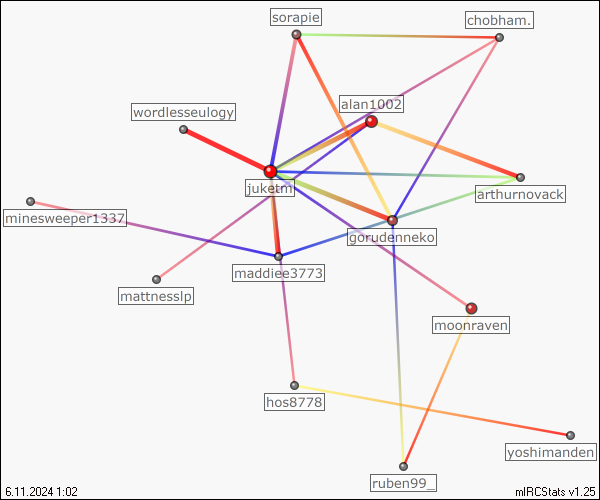 sorapie
chobham.
alan1002
wordlesseulogy
juketm
arthurnovack
minesweeper1337
gorudenneko
maddiee3773
mattnesslp
moonraven
hos8778
yoshimanden
ruben99_
6.11.2024 1:02
mIRCStats v1.25